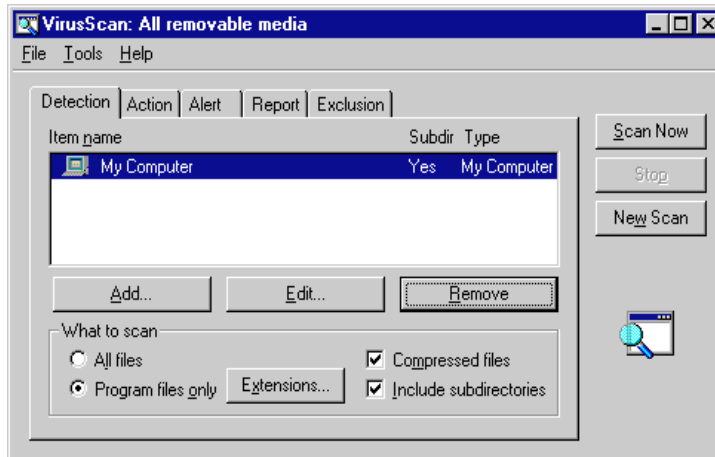 VirusScan: All removable media
File Tools Help
Detection Action Alert Report Exclusion
Item name Subdir Type
My Computer Yes My Computer
Scan Now
Stop
New Scan
Add... Edit... Remove
What to scan
All files Compressed files
Program files only Extensions... Include subdirectories